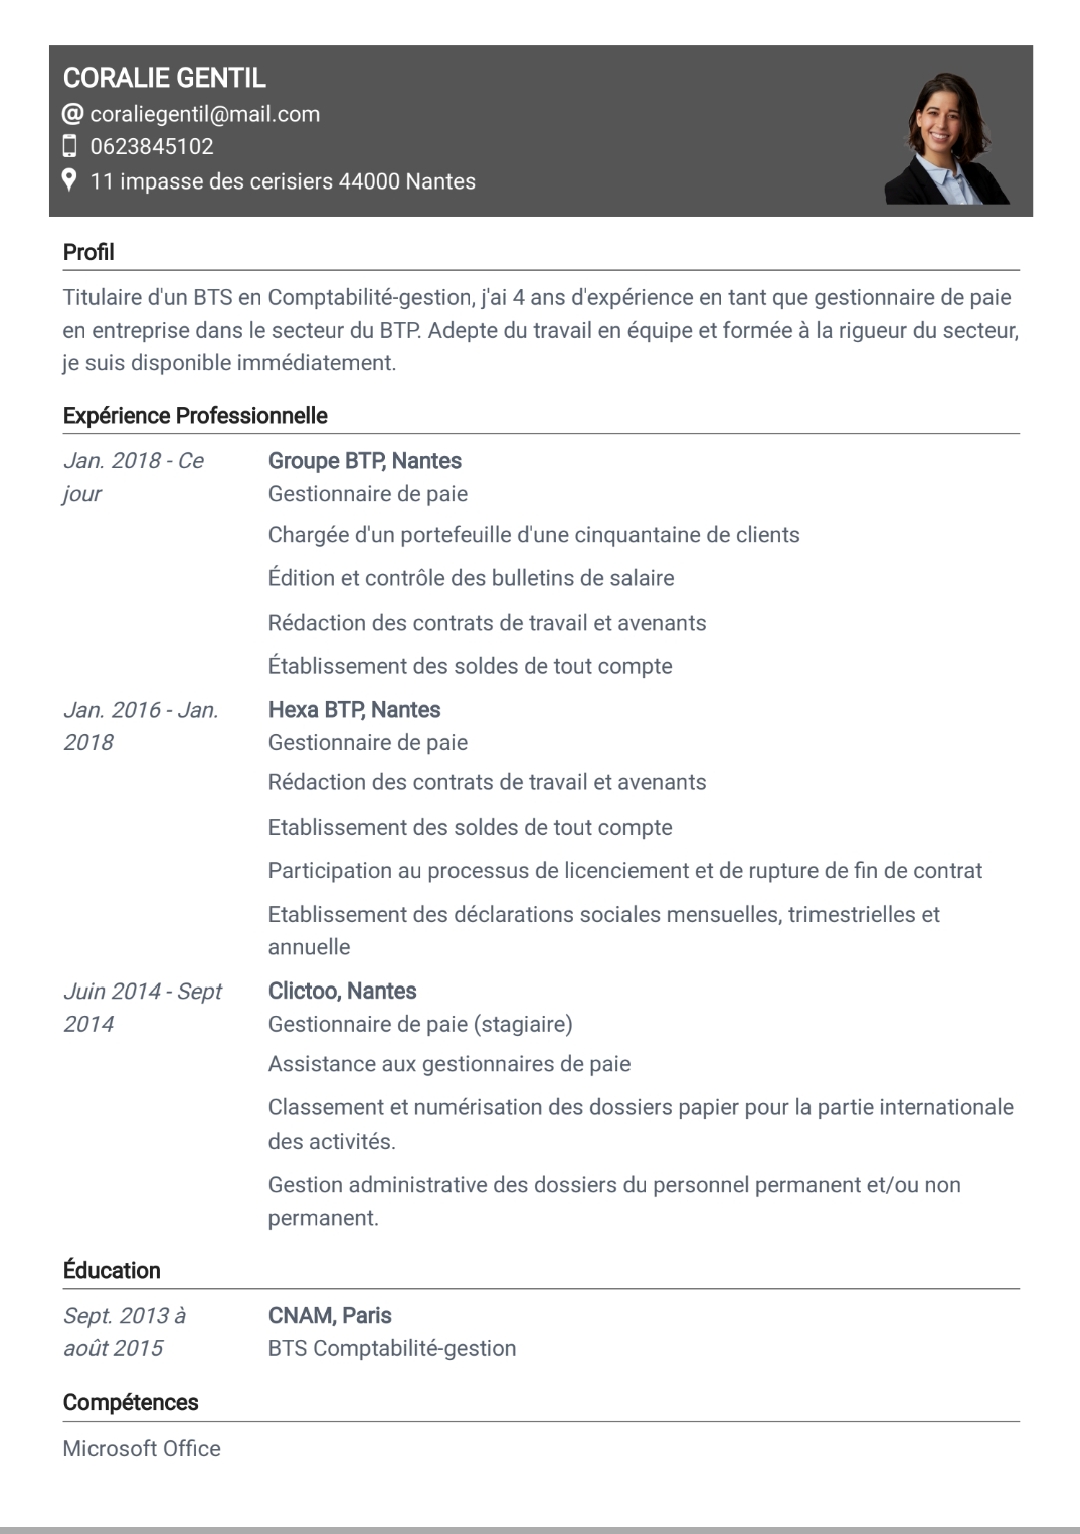 CORALIE GENTIL
@ coraliegentil@mail.com
0623845102
11 impasse des cerisiers 44000 Nantes
Profil
Titulaire d'un BTS en Comptabilité-gestion, j'ai 4 ans d'expérience en tant que gestionnaire de paie
en entreprise dans le secteur du BTP. Adepte du travail en équipe et formée à la rigueur du secteur,
je suis disponible immédiatement.
Expérience Professionnelle
Jan. 2018 - Ce
jour
Groupe BTP, Nantes
Gestionnaire de paie
Chargée d'un portefeuille d'une cinquantaine de clients
Édition et contrôle des bulletins de salaire
Rédaction des contrats de travail et avenants
Établissement des soldes de tout compte
Jan. 2016 - Jan.
2018
Hexa BTP, Nantes
Gestionnaire de paie
Rédaction des contrats de travail et avenants
Etablissement des soldes de tout compte
Participation au processus de licenciement et de rupture de fin de contrat
Etablissement des déclarations sociales mensuelles, trimestrielles et
annuelle
Juin 2014 - Sept
2014
Clictoo, Nantes
Gestionnaire de paie (stagiaire)
Assistance aux gestionnaires de paie
Classement et numérisation des dossiers papier pour la partie internationale
des activités.
Gestion administrative des dossiers du personnel permanent et/ou non
permanent.
Éducation
Sept. 2013 à
août 2015
CNAM, Paris
BTS Comptabilité-gestion
Compétences
Microsoft Office